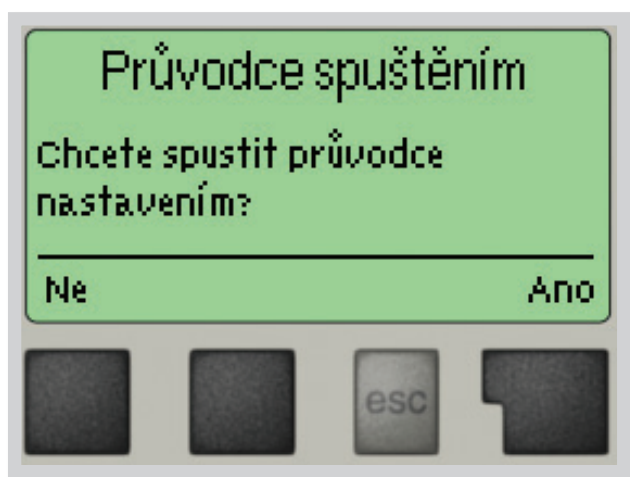 Průvodce spuštěním
Chcete spustit průvodce
nastavením?
Ne Ano
esc